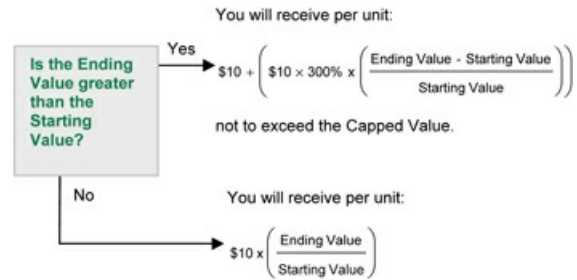 You will receive per unit:
Is the Ending
Value greater
than the
Starting
Value?
Yes
$10 + ( $10 × 300% x ( Ending Value - Starting Value / Starting Value ) )
not to exceed the Capped Value.
No
You will receive per unit:
$10 x ( Ending Value / Starting Value )